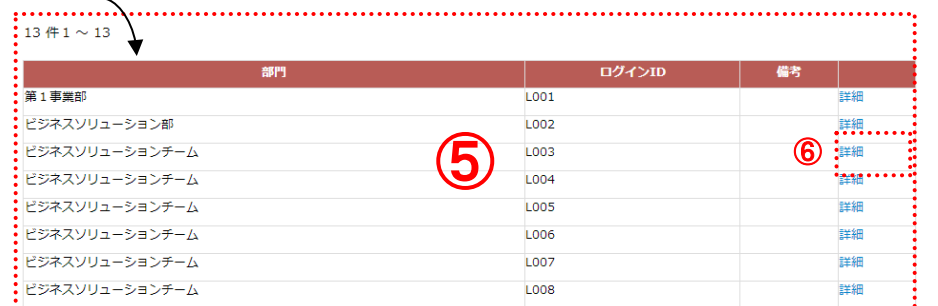 13 件 1 ～ 13
部門 ログインID 備考
第１事業部 L001 詳細
ビジネスソリューション部 L002 詳細
ビジネスソリューションチーム L003 ⑥ 詳細
⑤
ビジネスソリューションチーム L004 詳細
ビジネスソリューションチーム L005 詳細
ビジネスソリューションチーム L006 詳細
ビジネスソリューションチーム L007 詳細
ビジネスソリューションチーム L008 詳細